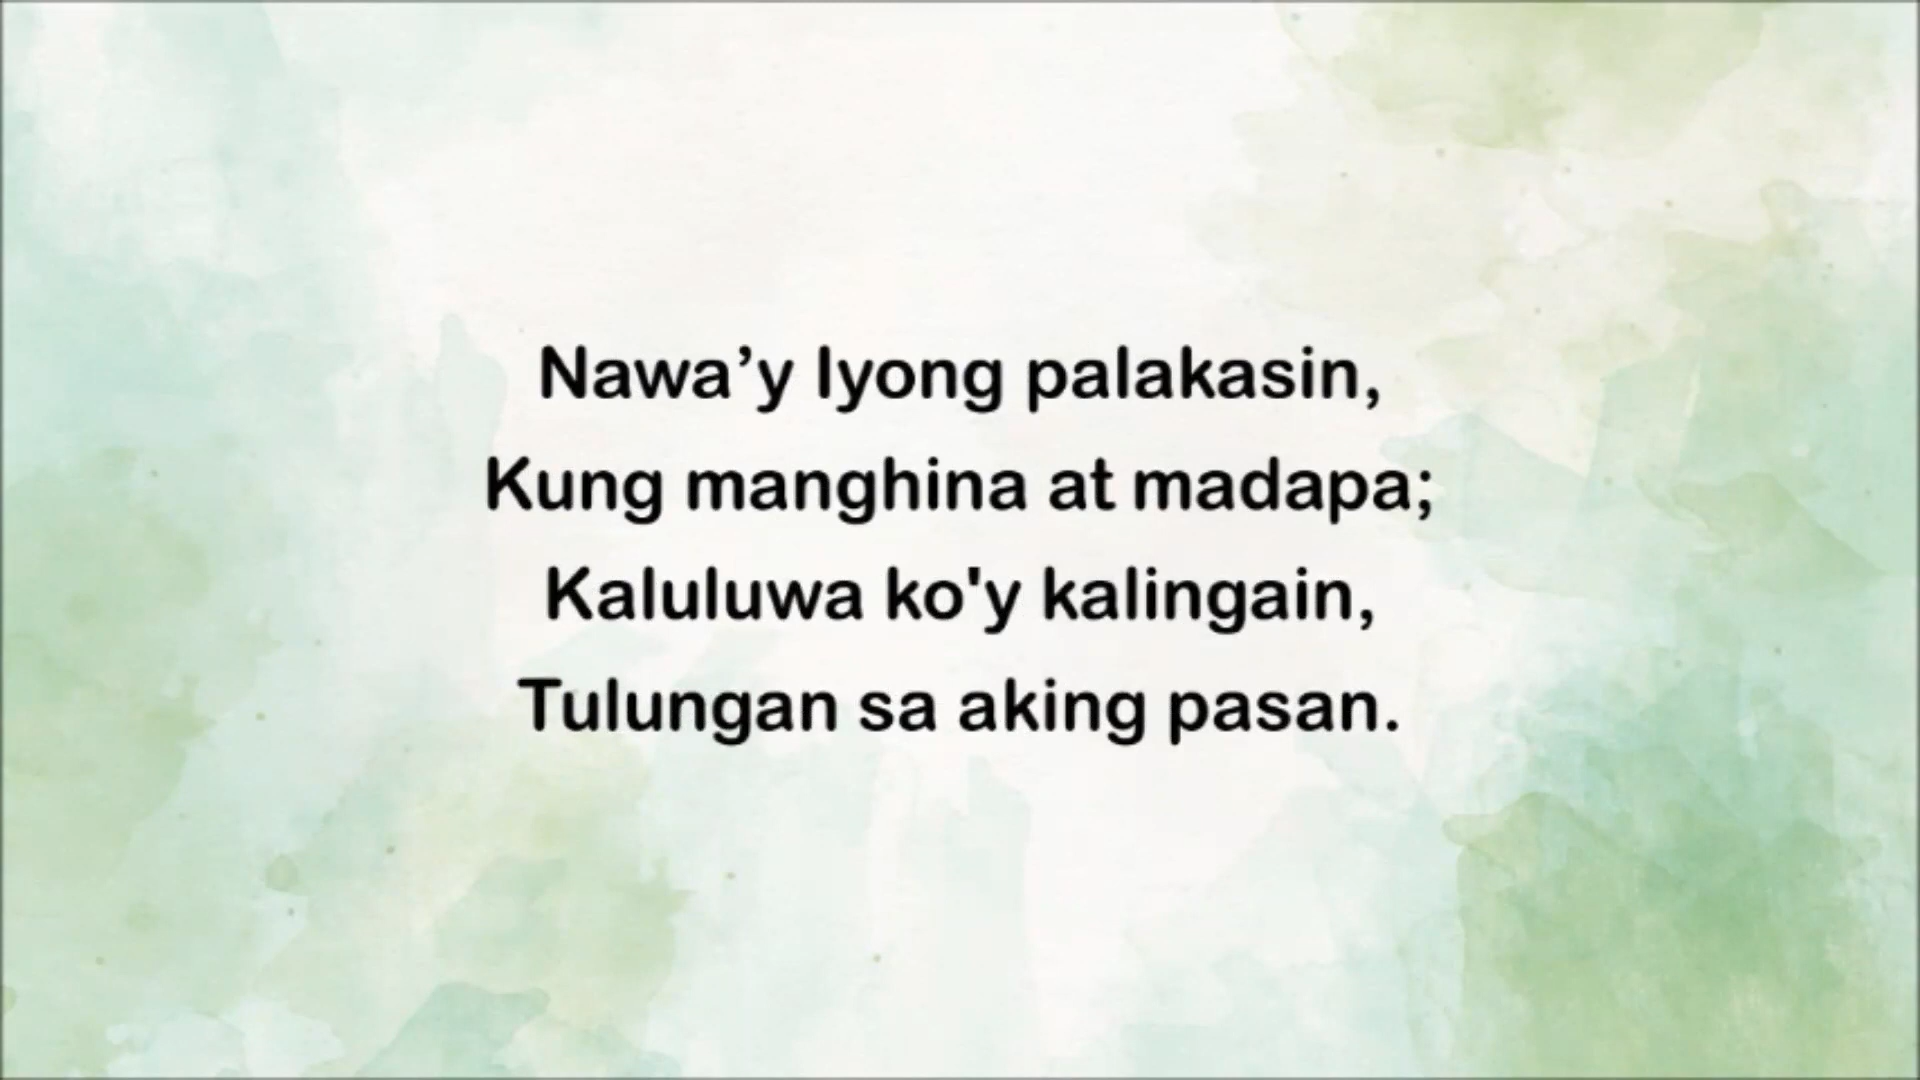 Nawa’y Iyong palakasin,
Kung manghina at madapa;
Kaluluwa ko'y kalingain,
Tulungan sa aking pasan.